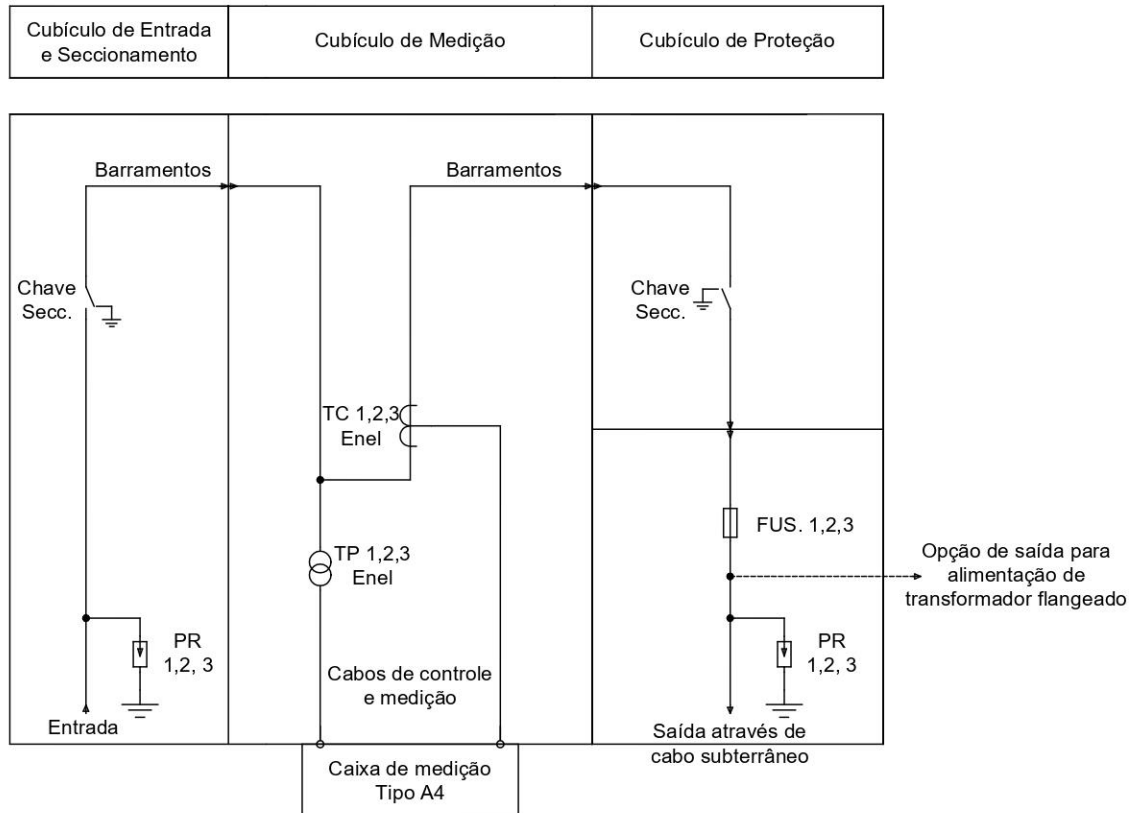 Cubículo de Entrada
e Seccionamento
Cubículo de Medição
Cubículo de Proteção
Barramentos
Barramentos
Chave
Secc.
Chave
Secc.
TC 1,2,3
Enel
FUS. 1,2,3
TP 1,2,3
Enel
Opção de saída para
alimentação de
transformador flangeado
PR
1,2, 3
PR
1,2, 3
Cabos de controle
e medição
Entrada
Saída através de
cabo subterrâneo
Caixa de medição
Tipo A4